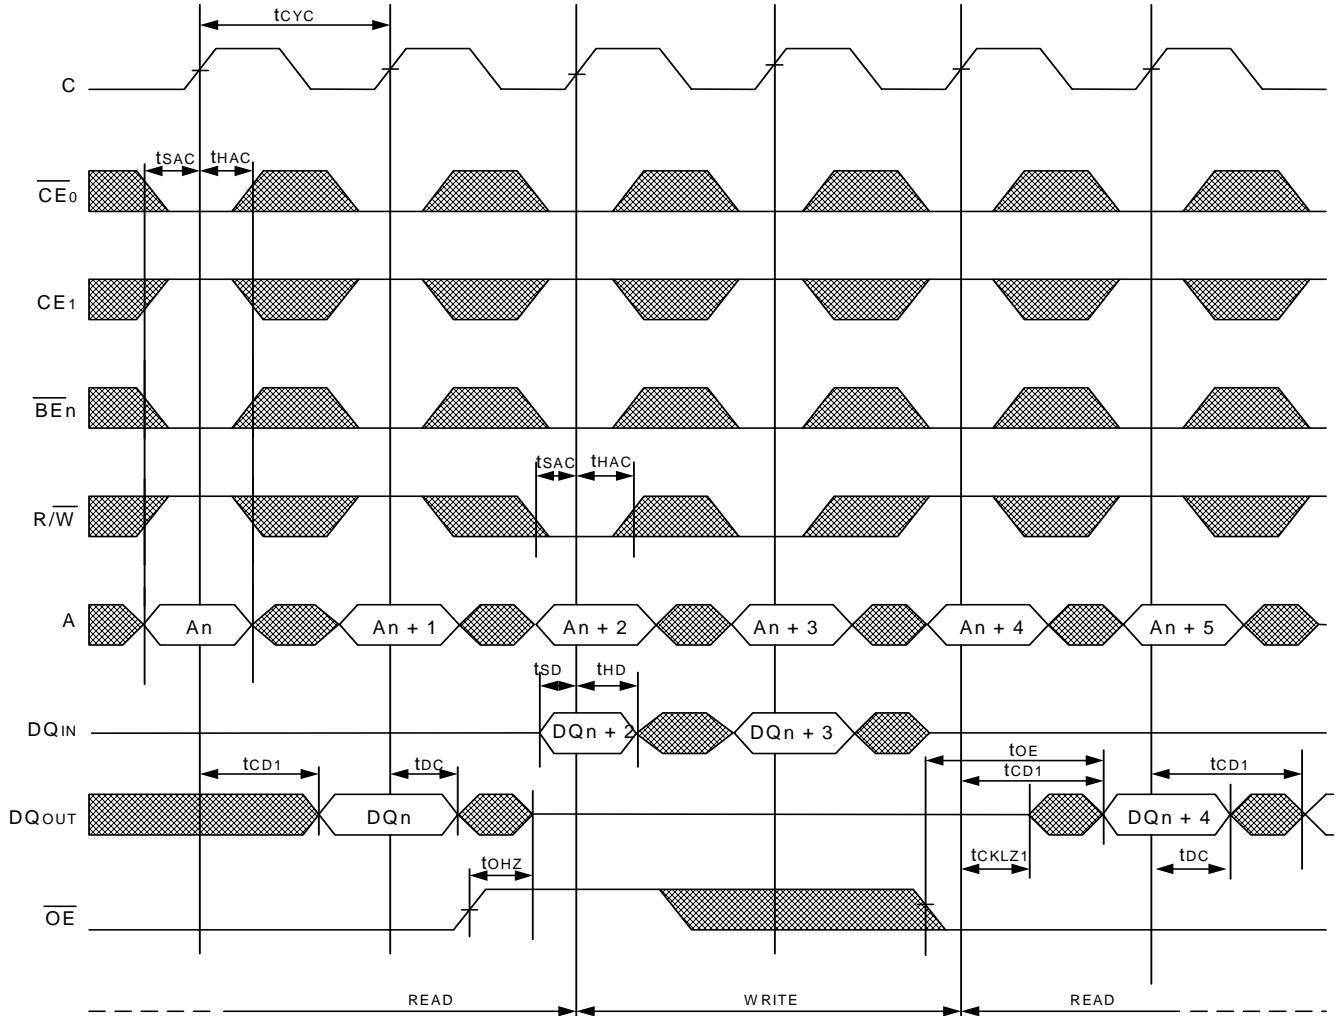 tCYC
C
tSAC tHAC
CE0
CE1
BEn
tSAC tHAC
R/W
A An An + 1 An + 2 An + 3 An + 4 An + 5
tSD tHD
DQIN DQn + 2 DQn + 3
tOE
tCD1 tDC tCD1 tCD1
DQOUT DQn DQn + 4
tOHZ tCKLZ1 tDC
OE
READ WRITE READ